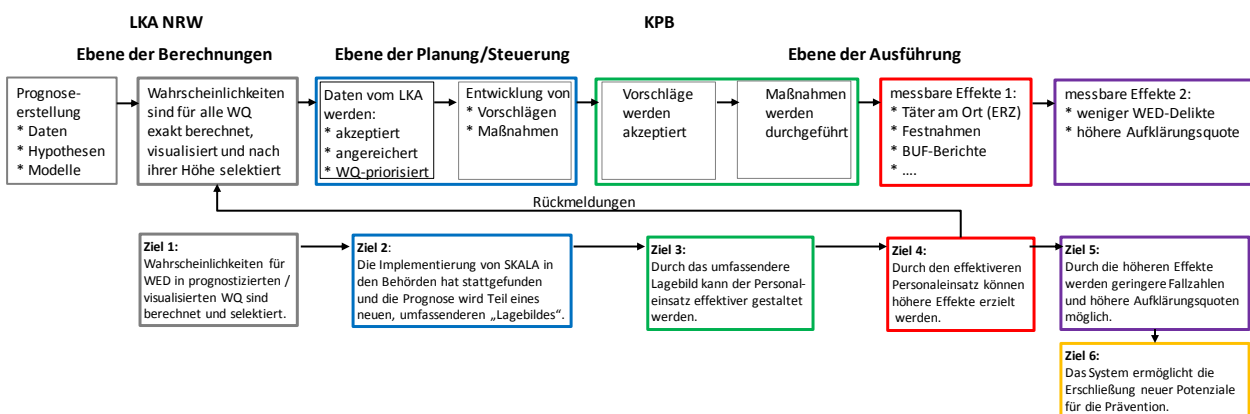 LKA NRW
KPB
Ebene der Berechnungen
Ebene der Planung/Steuerung
Ebene der Ausführung
Prognose-
erstellung
* Daten
* Hypothesen
* Modelle
Wahrscheinlichkeiten
sind für alle WQ
exakt berechnet,
visualisiert und nach
ihrer Höhe selektiert
Daten vom LKA
werden:
* akzeptiert
* angereichert
* WQ-priorisiert
Entwicklung von
* Vorschlägen
* Maßnahmen
Vorschläge
werden
akzeptiert
Maßnahmen
werden
durchgeführt
messbare Effekte 1:
* Täter am Ort (ERZ)
* Festnahmen
* BUF-Berichte
* ....
messbare Effekte 2:
* weniger WED-Delikte
* höhere Aufklärungsquote
Rückmeldungen
Ziel 1:
Wahrscheinlichkeiten für
WED in prognostizierten /
visualisierten WQ sind
berechnet und selektiert.
Ziel 2:
Die Implementierung von SKALA in
den Behörden hat stattgefunden
und die Prognose wird Teil eines
neuen, umfassenderen „Lagebildes“.
Ziel 3:
Durch das umfassendere
Lagebild kann der Personal-
einsatz effektiver gestaltet
werden.
Ziel 4:
Durch den effektiveren
Personaleinsatz können
höhere Effekte erzielt
werden.
Ziel 5:
Durch die höheren Effekte
werden geringere Fallzahlen
und höhere Aufklärungsquoten
möglich.
Ziel 6:
Das System ermöglicht die
Erschließung neuer Potenziale
für die Prävention.